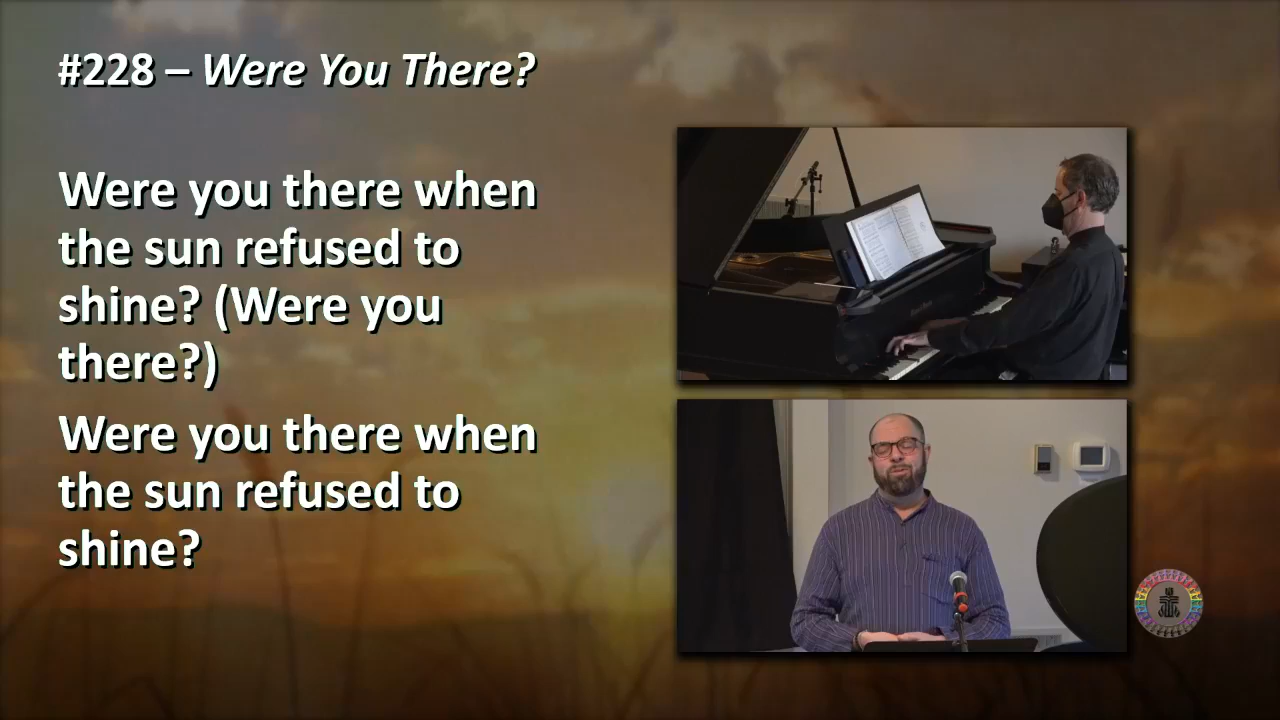 #228 – Were You There?
Were you there when
the sun refused to
shine? (Were you
there?)
Were you there when
the sun refused to
shine?